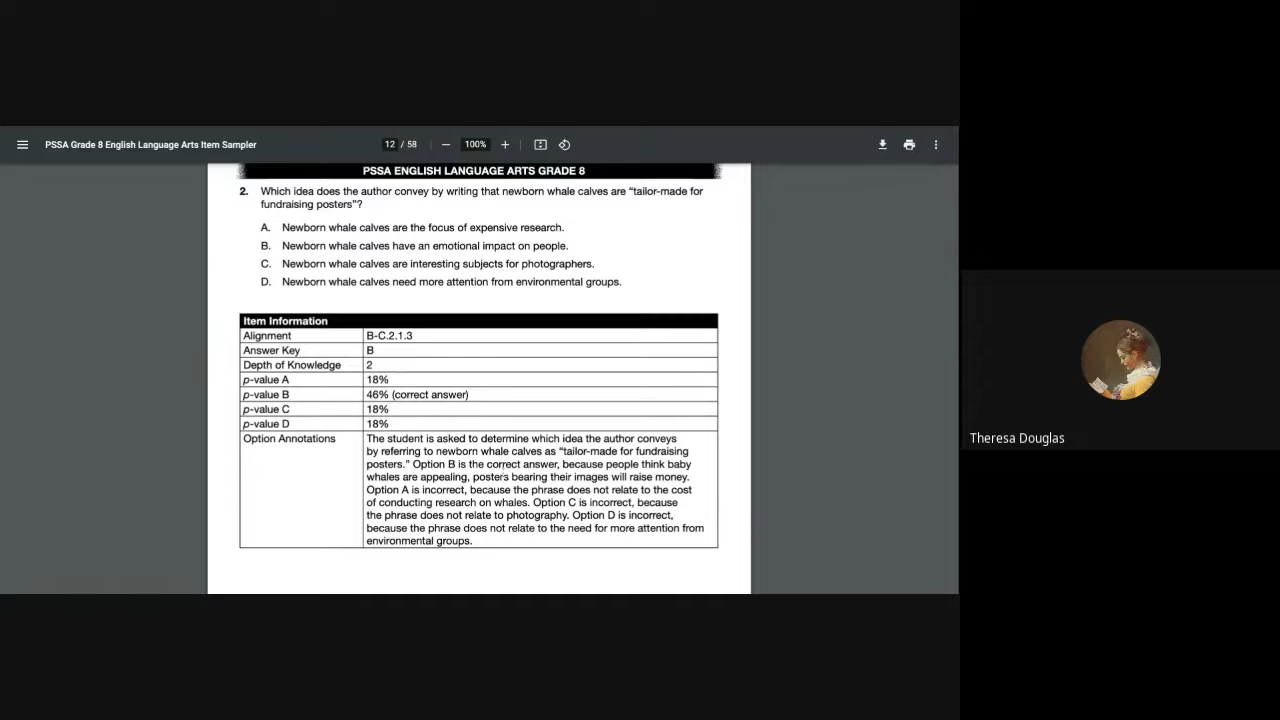 PSSA Grade 8 English Language Arts Item Sampler
12 / 58
100%
PSSA ENGLISH LANGUAGE ARTS GRADE 8
2. Which idea does the author convey by writing that newborn whale calves are “tailor-made for
fundraising posters”?
A. Newborn whale calves are the focus of expensive research.
B. Newborn whale calves have an emotional impact on people.
C. Newborn whale calves are interesting subjects for photographers.
D. Newborn whale calves need more attention from environmental groups.
Item Information
Alignment B-C.2.1.3
Answer Key B
Depth of Knowledge 2
p-value A 18%
p-value B 46% (correct answer)
p-value C 18%
p-value D 18%
Option Annotations The student is asked to determine which idea the author conveys
by referring to newborn whale calves as “tailor-made for fundraising
posters.” Option B is the correct answer, because people think baby
whales are appealing, posters bearing their images will raise money.
Option A is incorrect, because the phrase does not relate to the cost
of conducting research on whales. Option C is incorrect, because
the phrase does not relate to photography. Option D is incorrect,
because the phrase does not relate to the need for more attention from
environmental groups.
Theresa Douglas